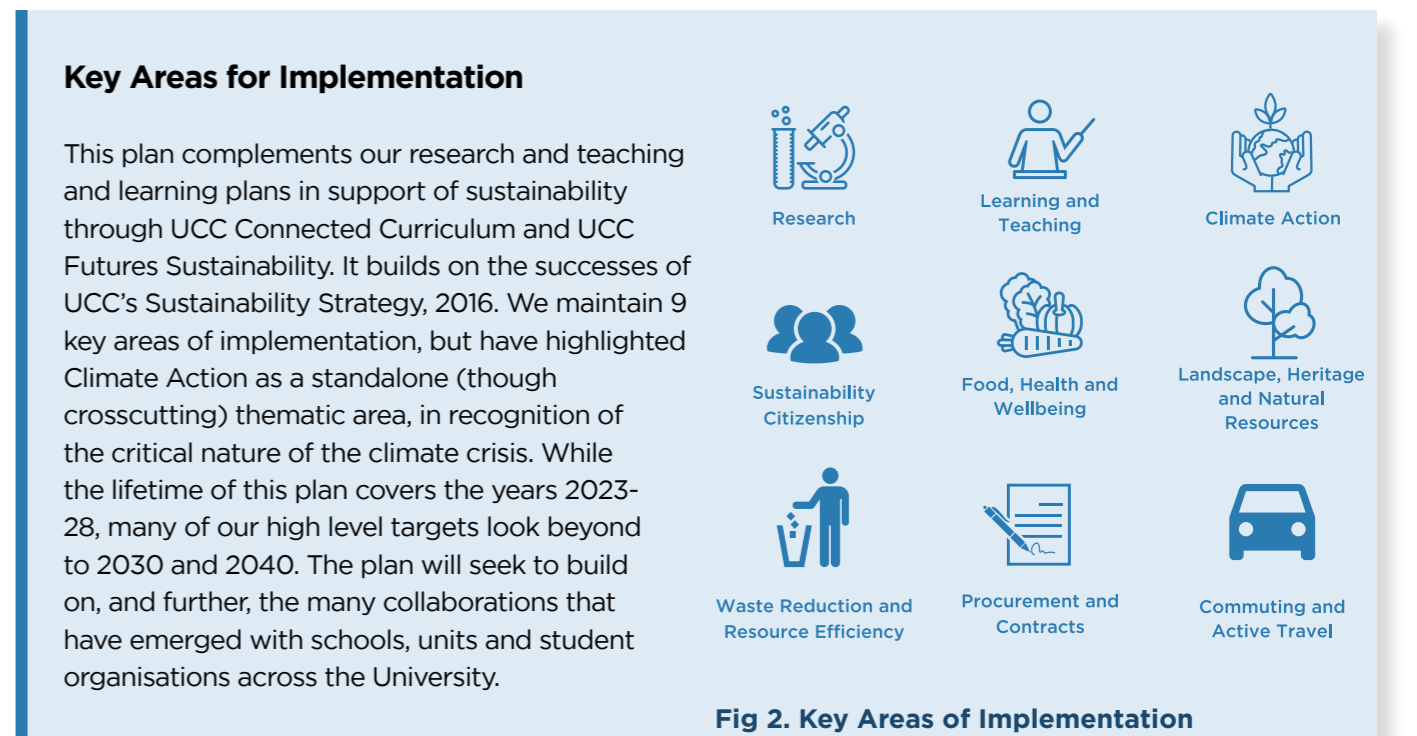 Key Areas for Implementation
This plan complements our research and teaching
and learning plans in support of sustainability
through UCC Connected Curriculum and UCC
Futures Sustainability. It builds on the successes of
UCC’s Sustainability Strategy, 2016. We maintain 9
key areas of implementation, but have highlighted
Climate Action as a standalone (though
crosscutting) thematic area, in recognition of
the critical nature of the climate crisis. While
the lifetime of this plan covers the years 2023-
28, many of our high level targets look beyond
to 2030 and 2040. The plan will seek to build
on, and further, the many collaborations that
have emerged with schools, units and student
organisations across the University.
Research
Learning and
Teaching
Climate Action
Sustainability
Citizenship
Food, Health and
Wellbeing
Landscape, Heritage
and Natural
Resources
Waste Reduction and
Resource Efficiency
Procurement and
Contracts
Commuting and
Active Travel
Fig 2. Key Areas of Implementation